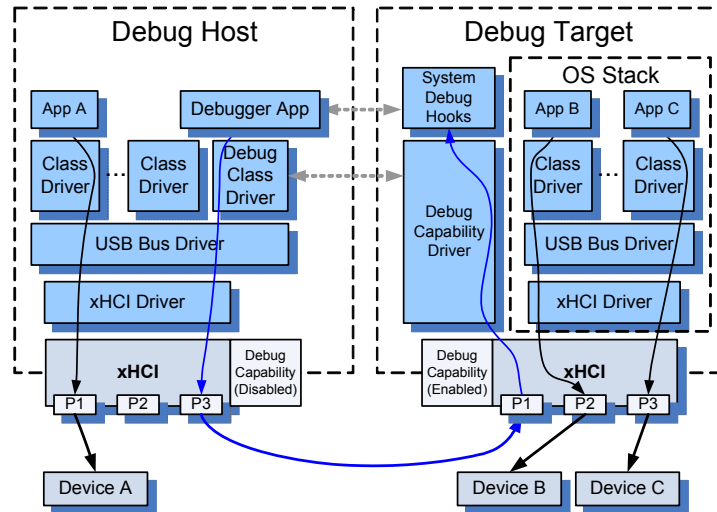 Debug Host
Debug Target
OS Stack
App A
Debugger App
System
Debug
Hooks
App B
App C
Class
Driver
...
Class
Driver
Debug
Class
Driver
Debug
Capability
Driver
Class
Driver
...
Class
Driver
USB Bus Driver
USB Bus Driver
xHCI Driver
xHCI Driver
xHCI
Debug
Capability
(Disabled)
Debug
Capability
(Enabled)
xHCI
P1
P2
P3
P1
P2
P3
Device A
Device B
Device C